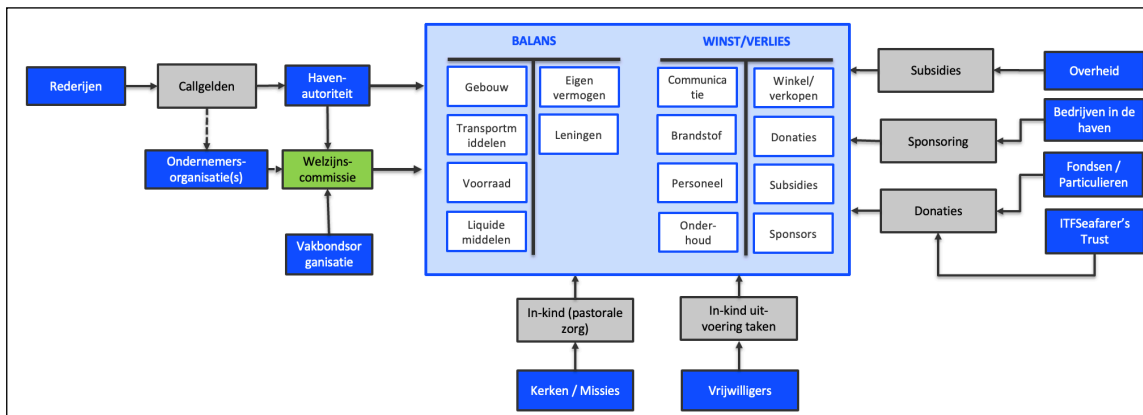 BALANS
WINST/VERLIES
Rederijen
Callgelden
Haven-
autoriteit
Ondernemers-
organisatie(s)
Welzijns-
commissie
Vakbondsor
ganisatie
Gebouw
Transportm
iddelen
Voorraad
Liquide
middelen
Eigen
vermogen
Leningen
Communica
tie
Brandstof
Personeel
Onder-
houd
Winkel/
verkopen
Donaties
Subsidies
Sponsors
Subsidies
Overheid
Sponsoring
Bedrijven in de
haven
Donaties
Fondsen /
Particulieren
ITFSeafarer's
Trust
In-kind (pastorale
zorg)
In-kind uit-
voering taken
Kerken / Missies
Vrijwilligers